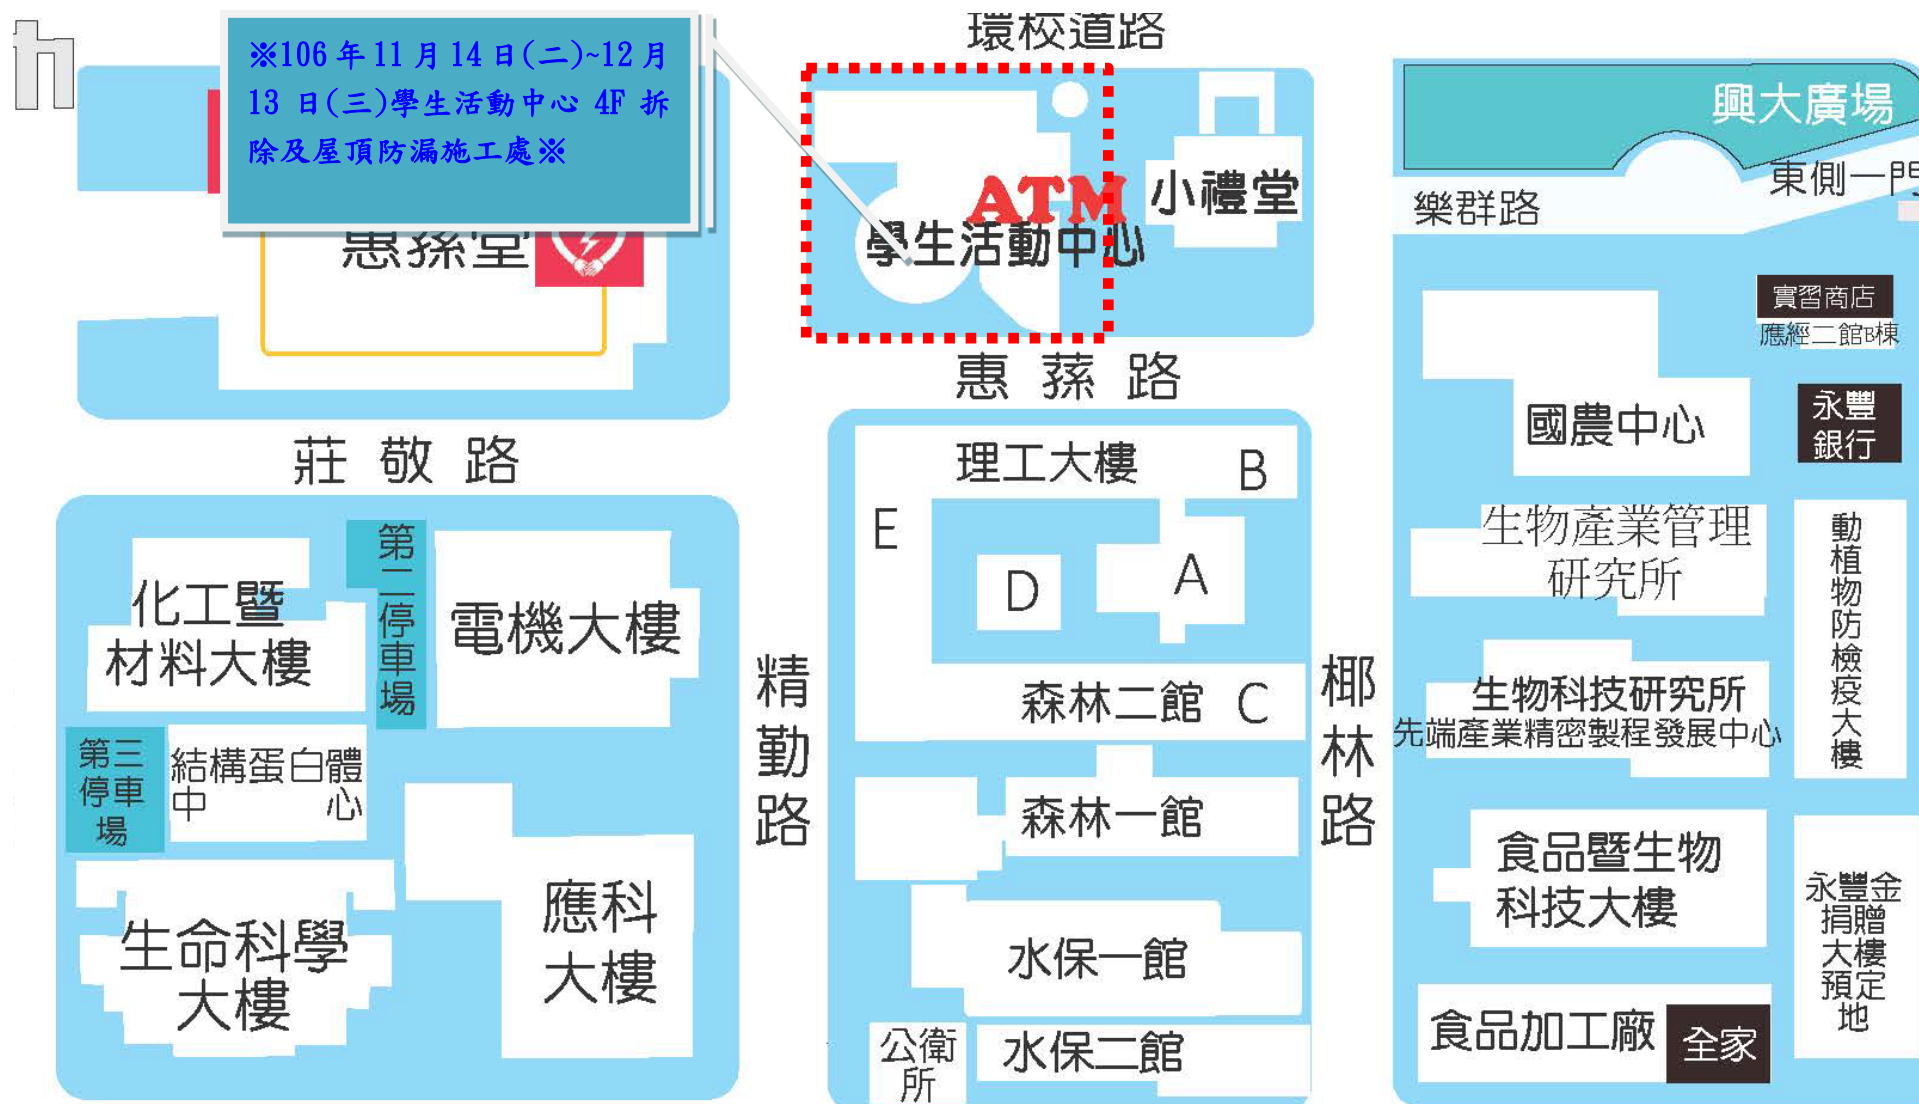 ※106年11月14日(二)~12月
13 日(三)學生活動中心 4F 拆
除及屋頂防漏施工處※
環校道路
興大廣場
東側一門
樂群路
惠蓀堂
ATM
學生活動中心
小禮堂
實習商店
應經二館B棟
惠蓀路
國農中心
永豐
銀行
莊敬路
理工大樓
B
E
D
A
森林二館
C
生物產業管理
研究所
動植物防檢疫大樓
化工暨
材料大樓
第二停車場
電機大樓
精勤路
椰林路
生物科技研究所
先端產業精密製程發展中心
第三
停車
場
結構蛋白體
中心
森林一館
食品暨生物
科技大樓
永豐金
捐贈
大樓
預定
地
生命科學
大樓
應科
大樓
水保一館
公衛
所
水保二館
食品加工廠
全家